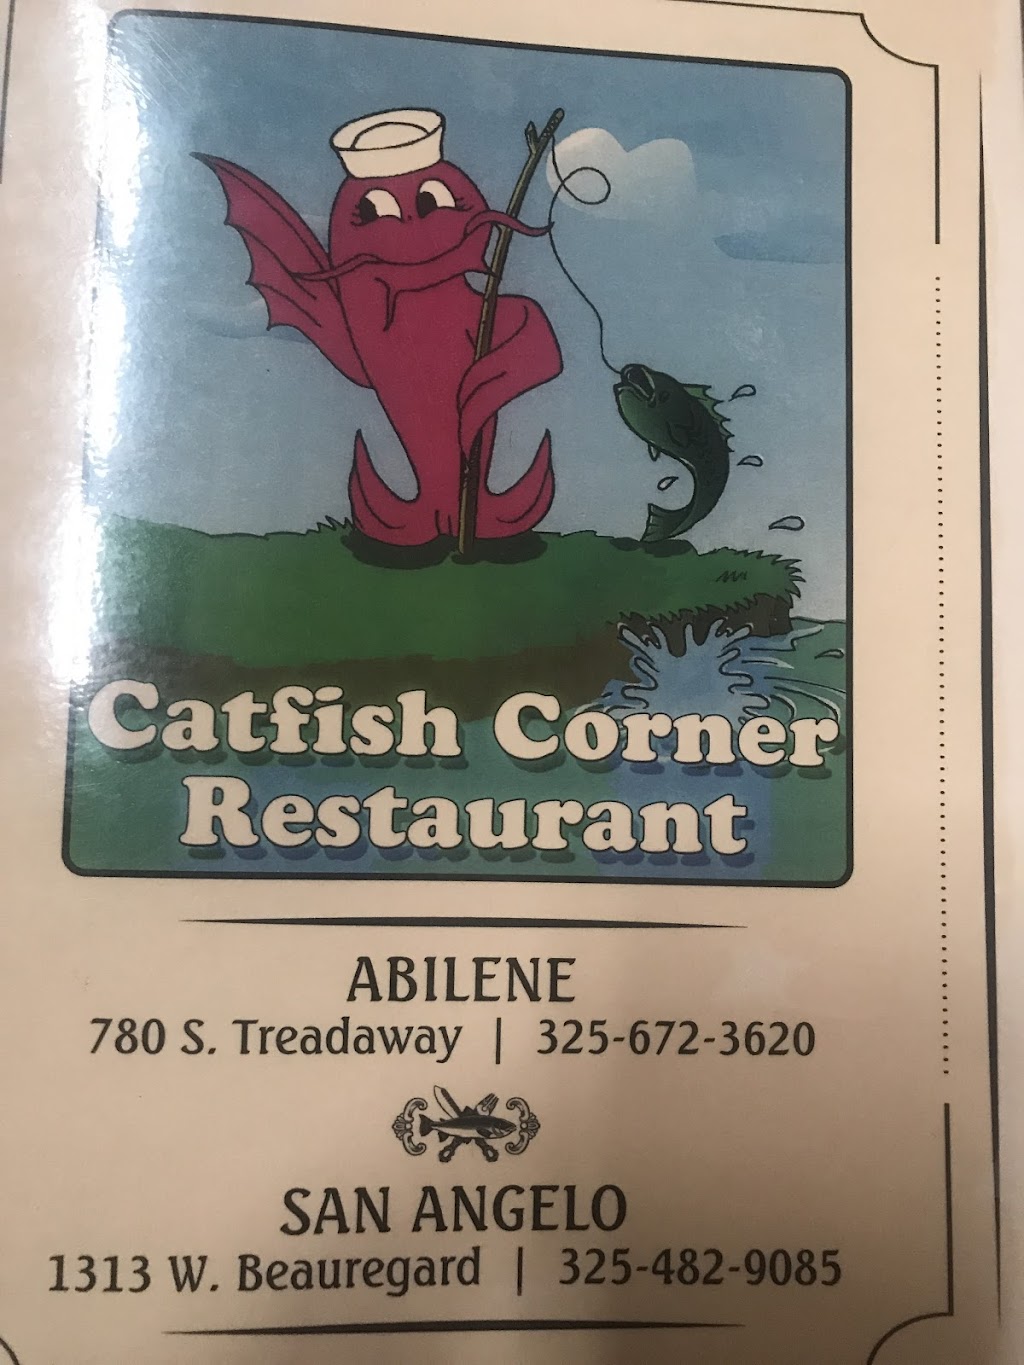 Catfish Corner
Restaurant
ABILENE
780 S. Treadaway | 325-672-3620
SAN ANGELO
1313 W. Beauregard | 325-482-9085